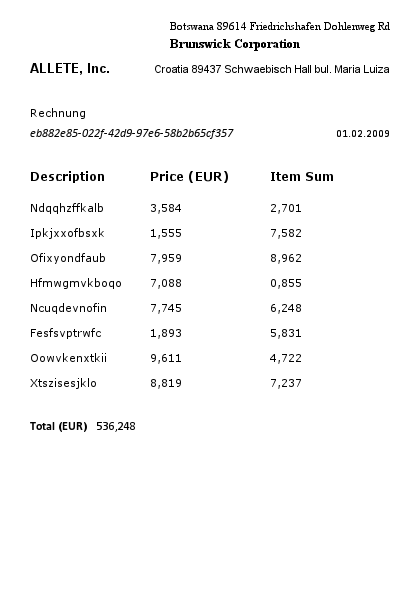 Botswana 89614 Friedrichshafen Dohlenweg Rd
Brunswick Corporation
ALLETE, Inc. Croatia 89437 Schwaebisch Hall bul. Maria Luiza
Rechnung
eb882e85-022f-42d9-97e6-58b2b65cf357 01.02.2009
Description Price (EUR) Item Sum
Ndqqhzffkalb 3,584 2,701
Ipkjxxofbsxk 1,555 7,582
Ofixyondfaub 7,959 8,962
Hfmwgmvkboqo 7,088 0,855
Ncuqdevnofin 7,745 6,248
Fesfsvptrwfc 1,893 5,831
Oowvkenxtkii 9,611 4,722
Xtszisesjklo 8,819 7,237
Total (EUR) 536,248